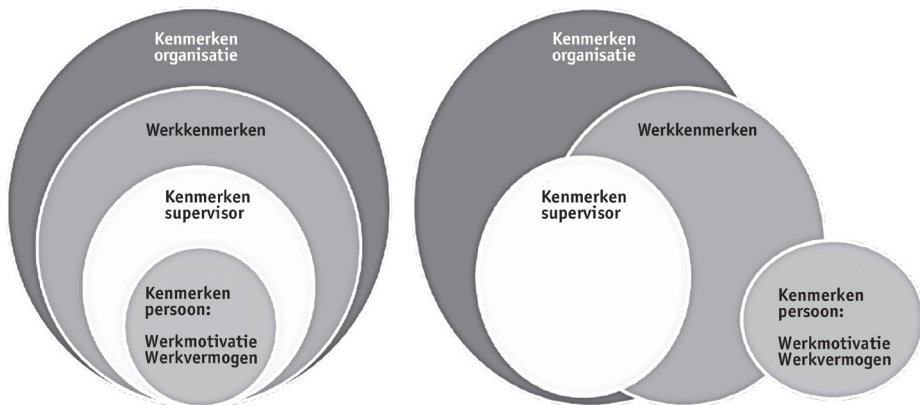 Kenmerken
organisatie
Werkkenmerken
Kenmerken
supervisor
Kenmerken
persoon:
Werkmotivatie
Werkvermogen
Kenmerken
organisatie
Werkkenmerken
Kenmerken
supervisor
Kenmerken
persoon:
Werkmotivatie
Werkvermogen